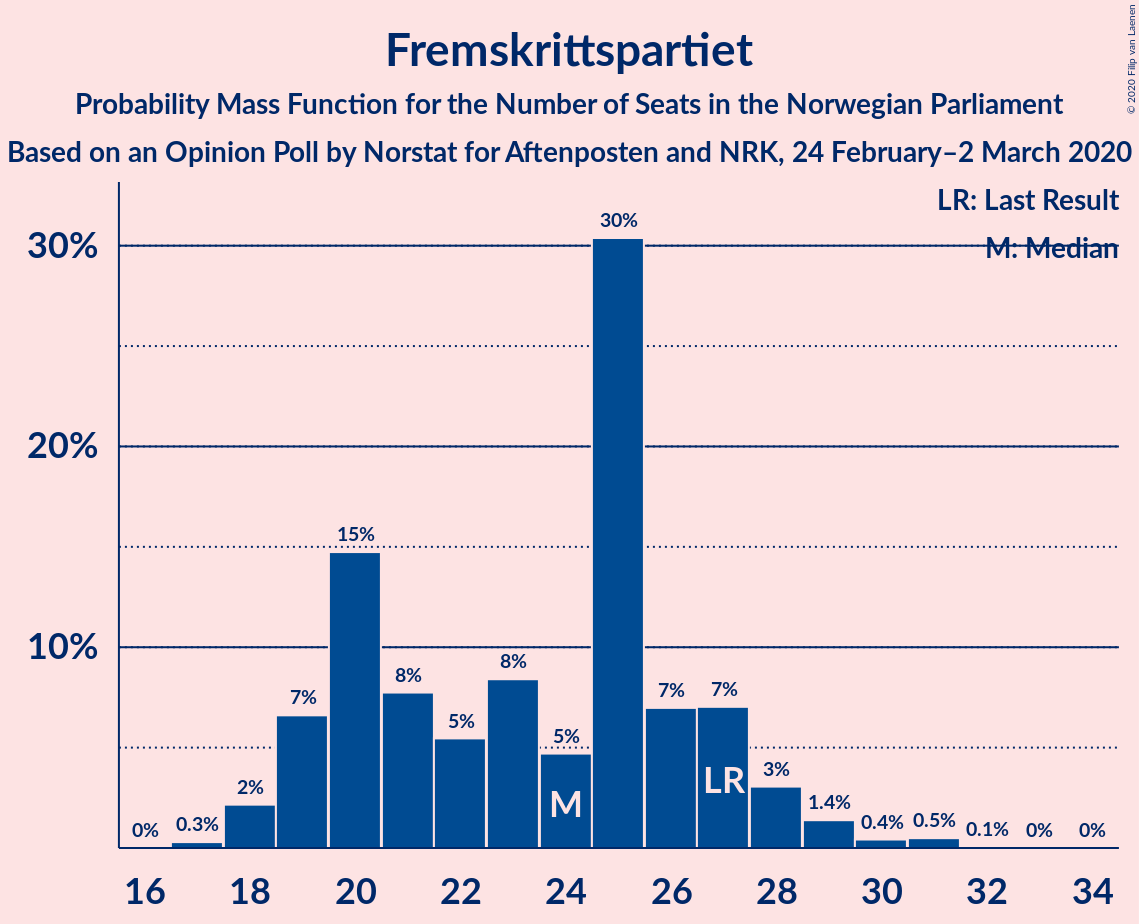 Fremskrittspartiet
Probability Mass Function for the Number of Seats in the Norwegian Parliament
Based on an Opinion Poll by Norstat for Aftenposten and NRK, 24 February–2 March 2020
© 2020 Filip van Laenen
LR: Last Result
M: Median
30%
20%
10%
0%
0.3%
2%
7%
15%
8%
5%
8%
5%
30%
7%
7%
3%
1.4%
0.4%
0.5%
0.1%
0%
0%
M
LR
16 18 20 22 24 26 28 30 32 34